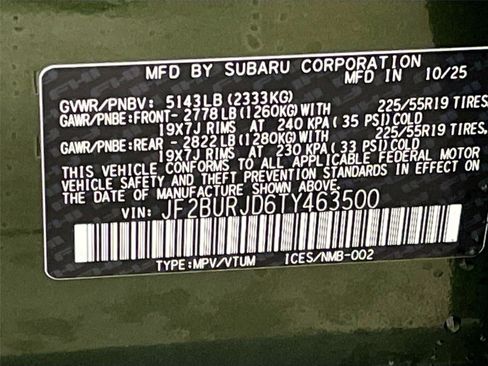 MFD BY SUBARU CORPORATION
MFD IN 10/25
GVWR/PNBV: 5143LB(2333KG)
GAWR/PNBE:FRONT- 2778LB(1260KG)WITH 225/55R19 TIRES,
19X7J RIMS AT 240 KPA(35 PSI)COLD
GAWR/PNBE:REAR - 2822LB(1280KG)WITH 225/55R19 TIRES,
19X7J RIMS AT 230 KPA(33 PSI)COLD
THIS VEHICLE CONFORMS TO ALL APPLICABLE FEDERAL MOTOR
VEHICLE SAFETY AND THEFT PREVENTION STANDARDS IN EFFECT ON
THE DATE OF MANUFACTURE SHOWN ABOVE.
VIN: JF2BURJD6TY463500
TYPE:MPV/VTUM ICES/NMB-002